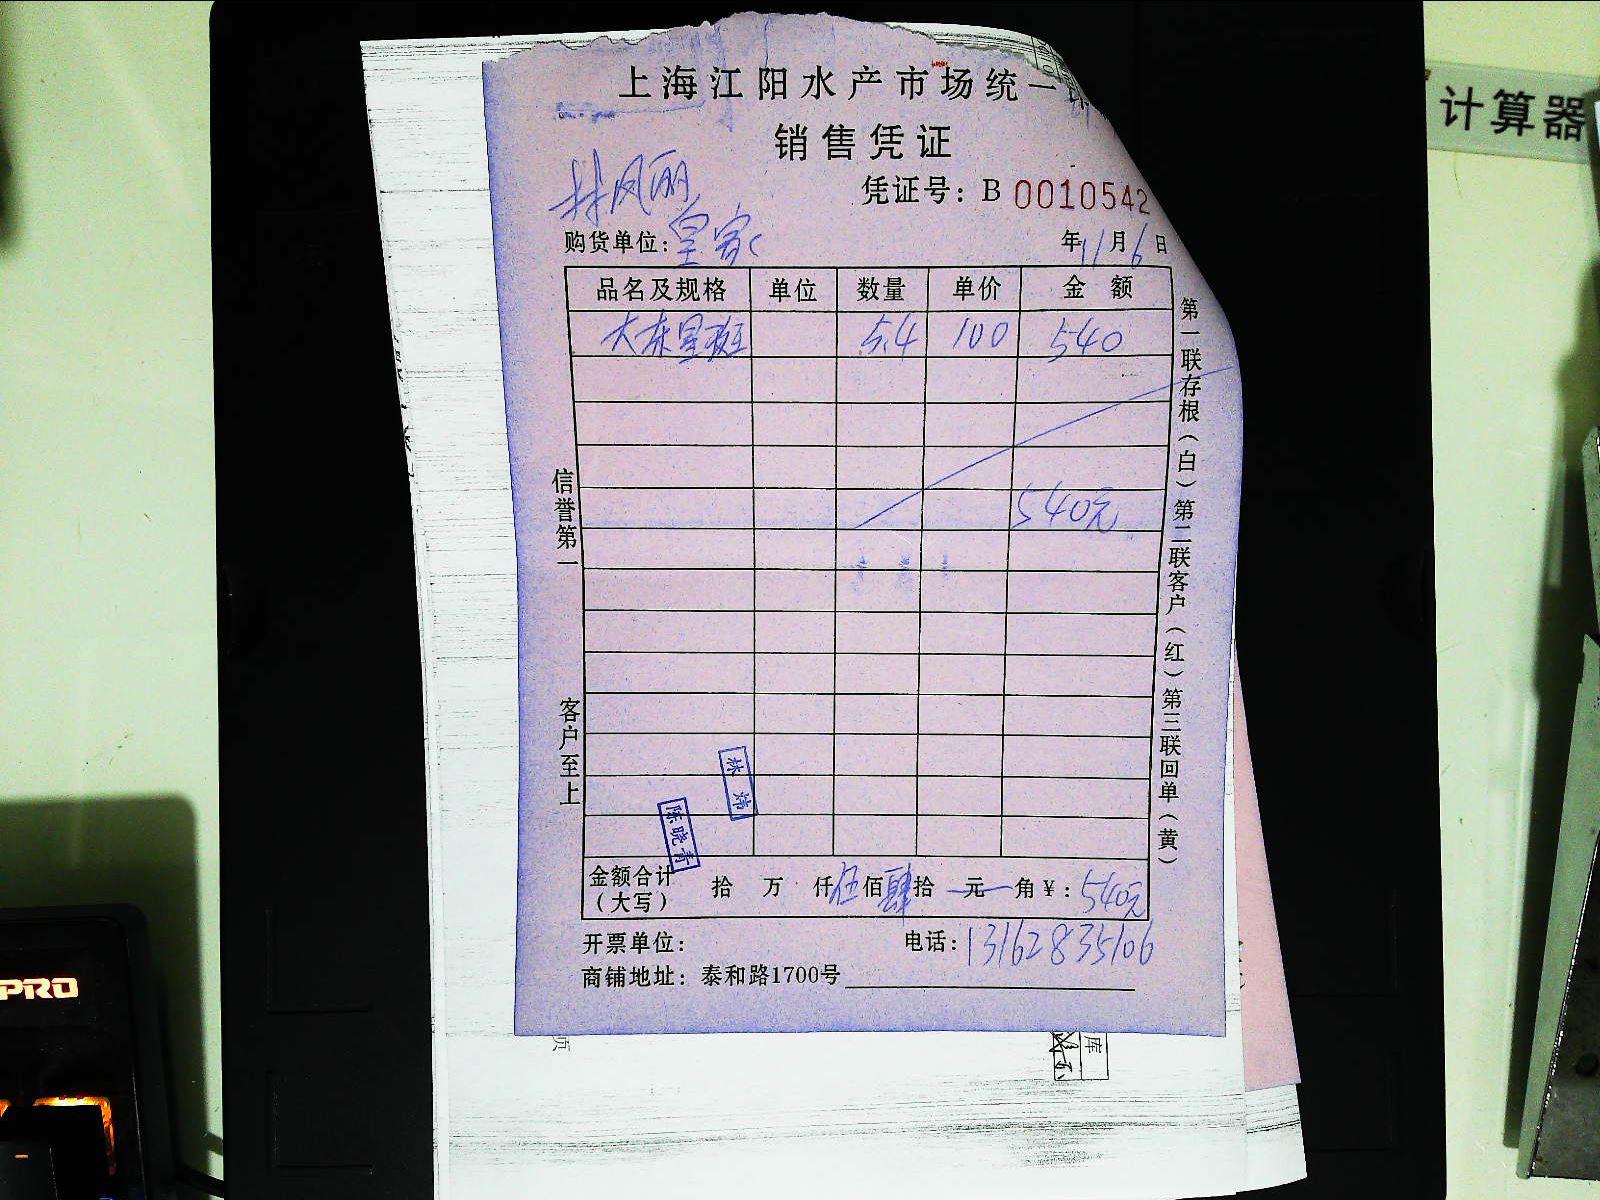 上海江阳水产市场统一
销售凭证
林凤丽
凭证号：B 0010542
购货单位：皇家
年11月6日
品名及规格 单位 数量 单价 金额
大东星斑 5.4 100 540
540元
信誉第一
客户至上
第一联存根（白）第二联客户（红）第三联回单（黄）
林炜
陈晓青
金额合计（大写） 拾 万 仟伍佰肆拾 元 角￥：540元
开票单位：
电话：13162835106
商铺地址：泰和路1700号
计算器
PRO
页
库